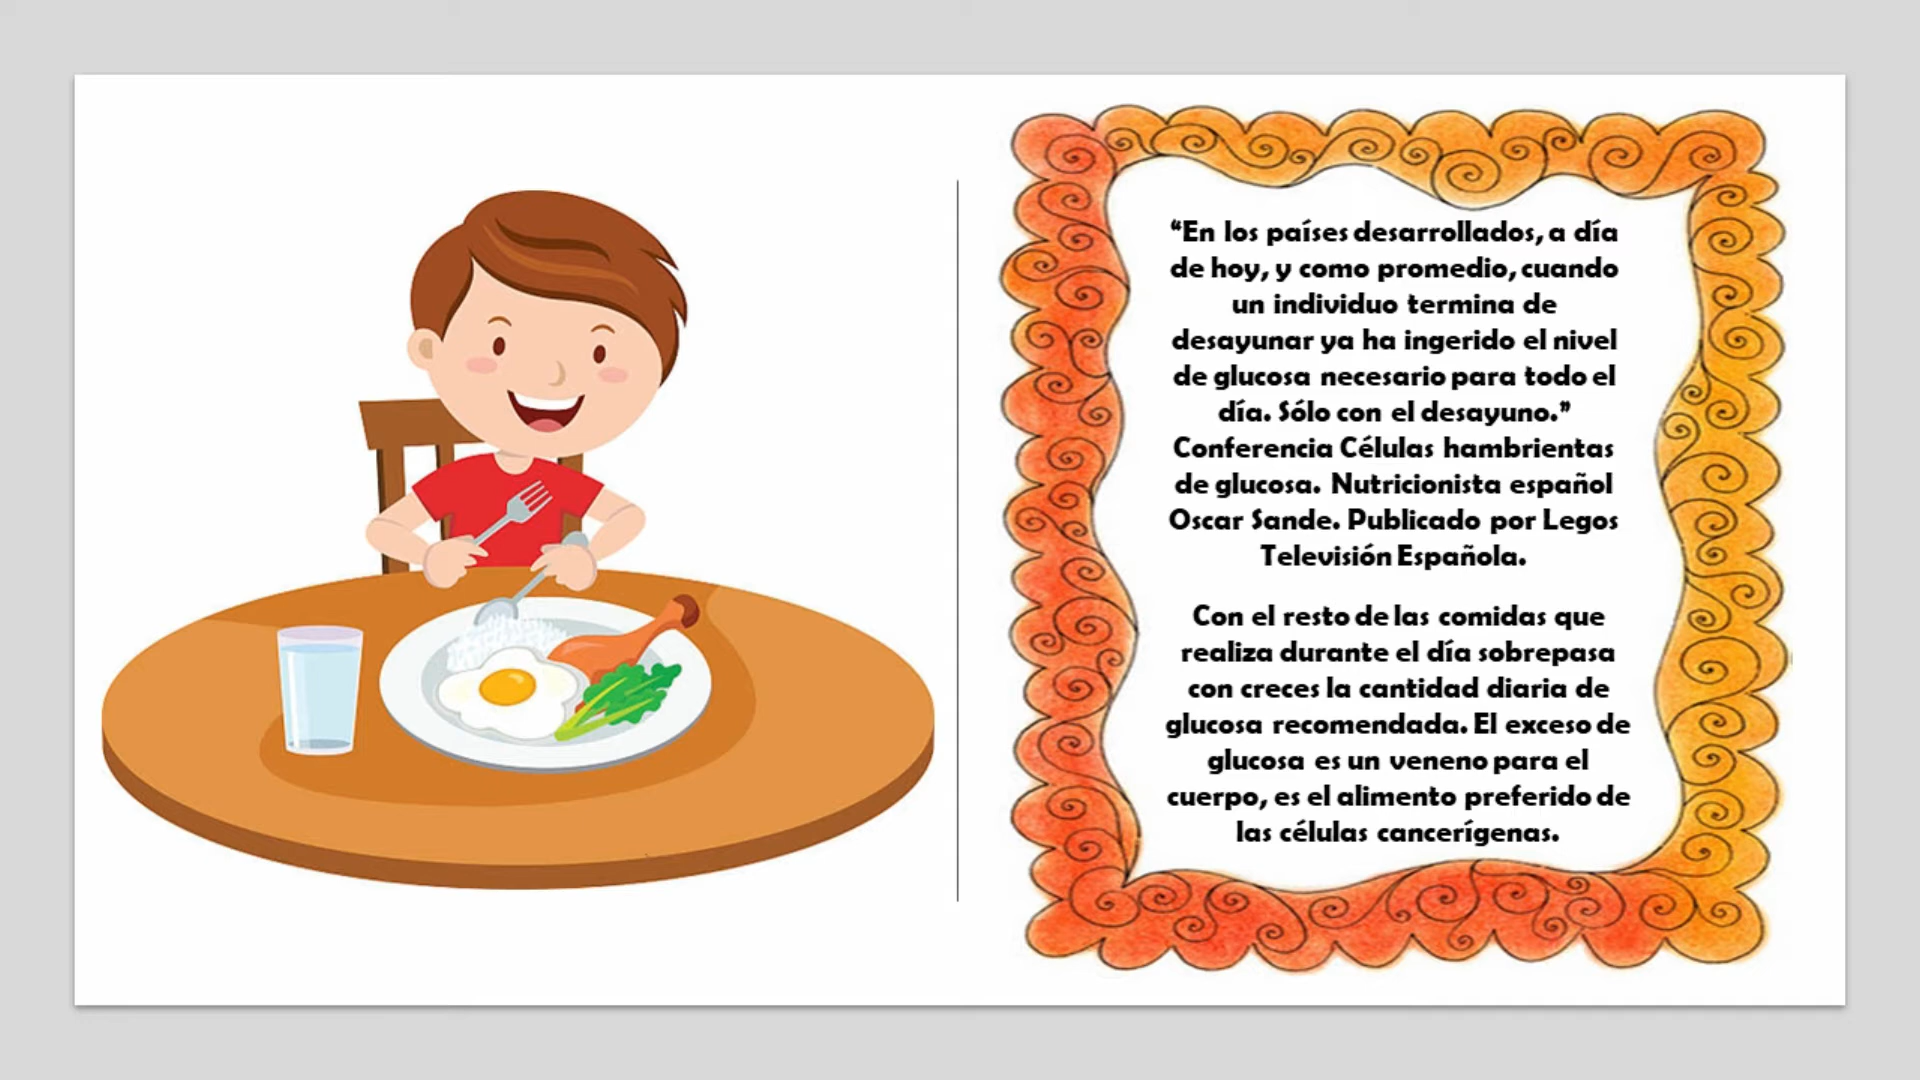 “En los países desarrollados, a día
de hoy, y como promedio, cuando
un individuo termina de
desayunar ya ha ingerido el nivel
de glucosa necesario para todo el
día. Sólo con el desayuno.”
Conferencia Células hambrientas
de glucosa. Nutricionista español
Oscar Sande. Publicado por Legos
Televisión Española.
Con el resto de las comidas que
realiza durante el día sobrepasa
con creces la cantidad diaria de
glucosa recomendada. El exceso de
glucosa es un veneno para el
cuerpo, es el alimento preferido de
las células cancerígenas.